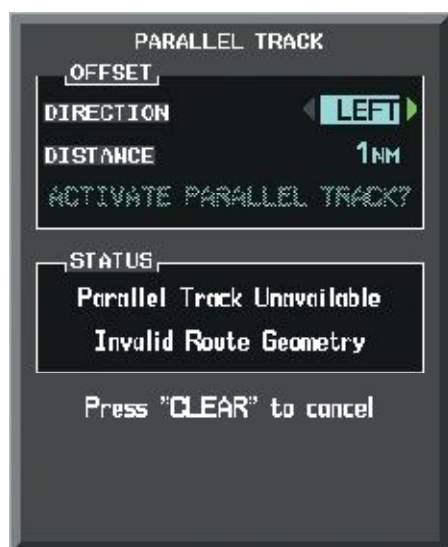 PARALLEL TRACK
OFFSET
DIRECTION LEFT
DISTANCE 1NM
ACTIVATE PARALLEL TRACK?
STATUS
Parallel Track Unavailable
Invalid Route Geometry
Press "CLEAR" to cancel